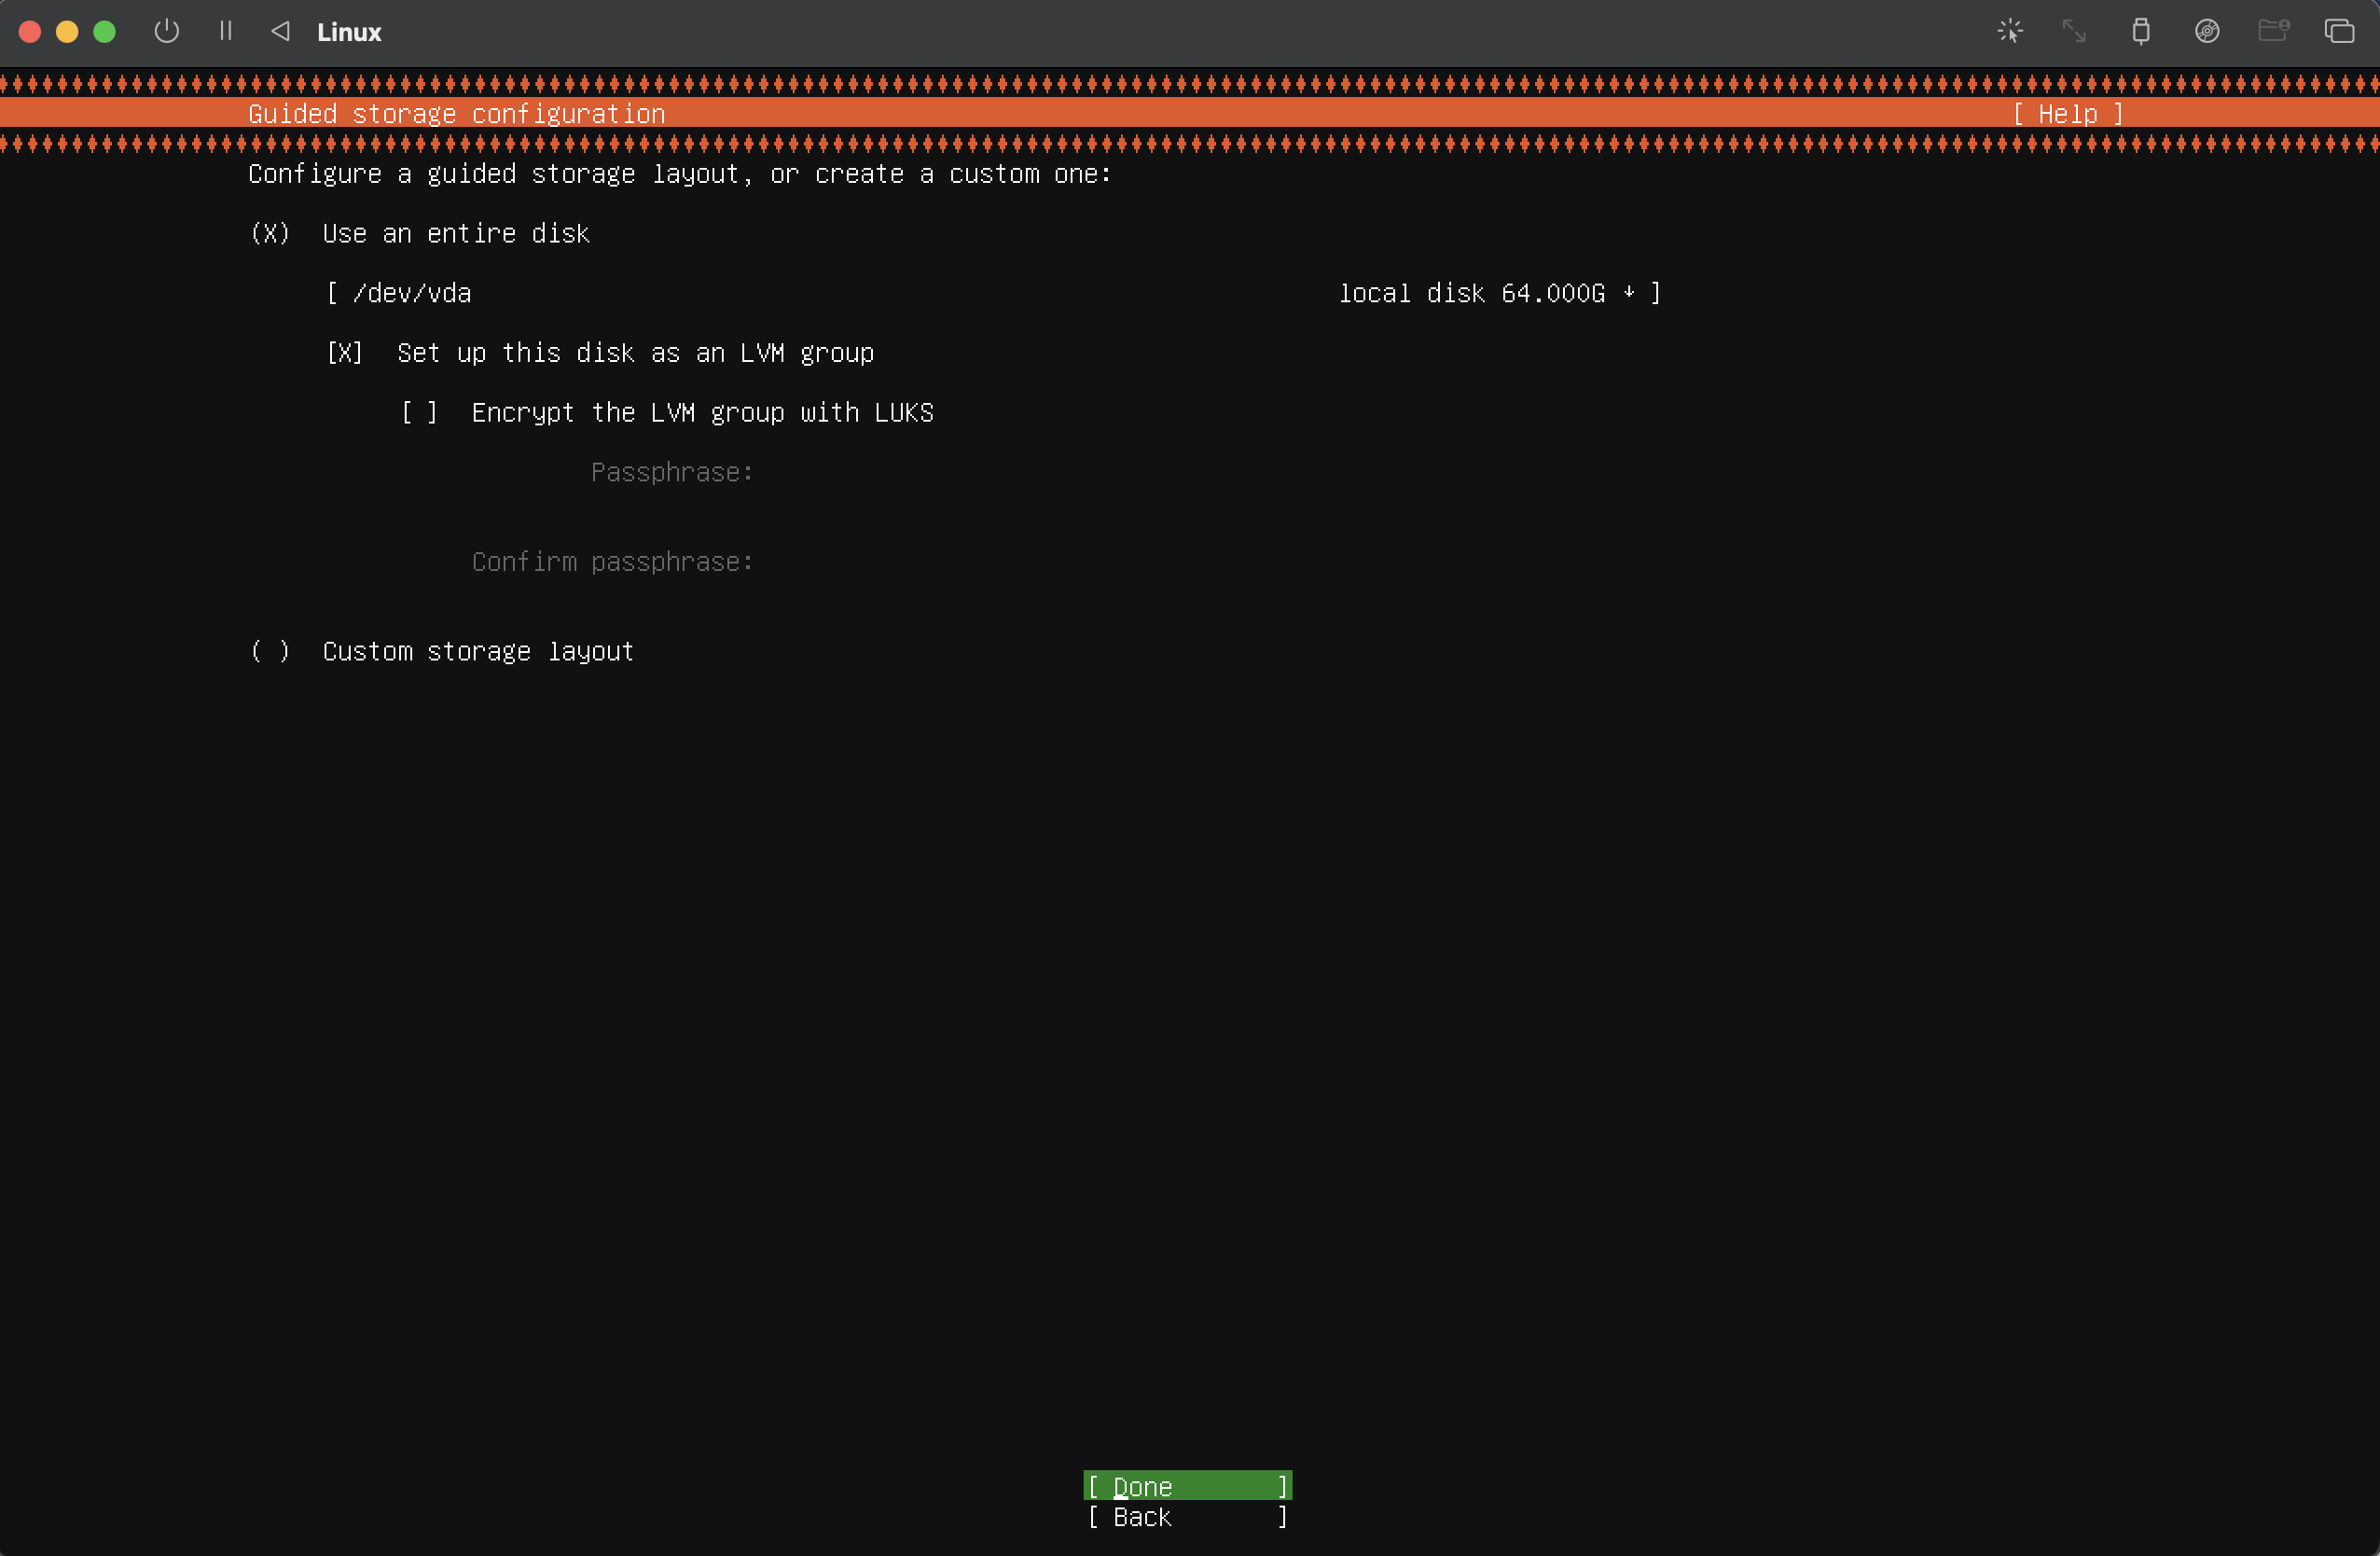 Linux
Guided storage configuration [ Help ]
Configure a guided storage layout, or create a custom one:
(X) Use an entire disk
[ /dev/vda local disk 64.000G ↓ ]
[X] Set up this disk as an LVM group
[ ] Encrypt the LVM group with LUKS
Passphrase:
Confirm passphrase:
( ) Custom storage layout
[ Done ]
[ Back ]